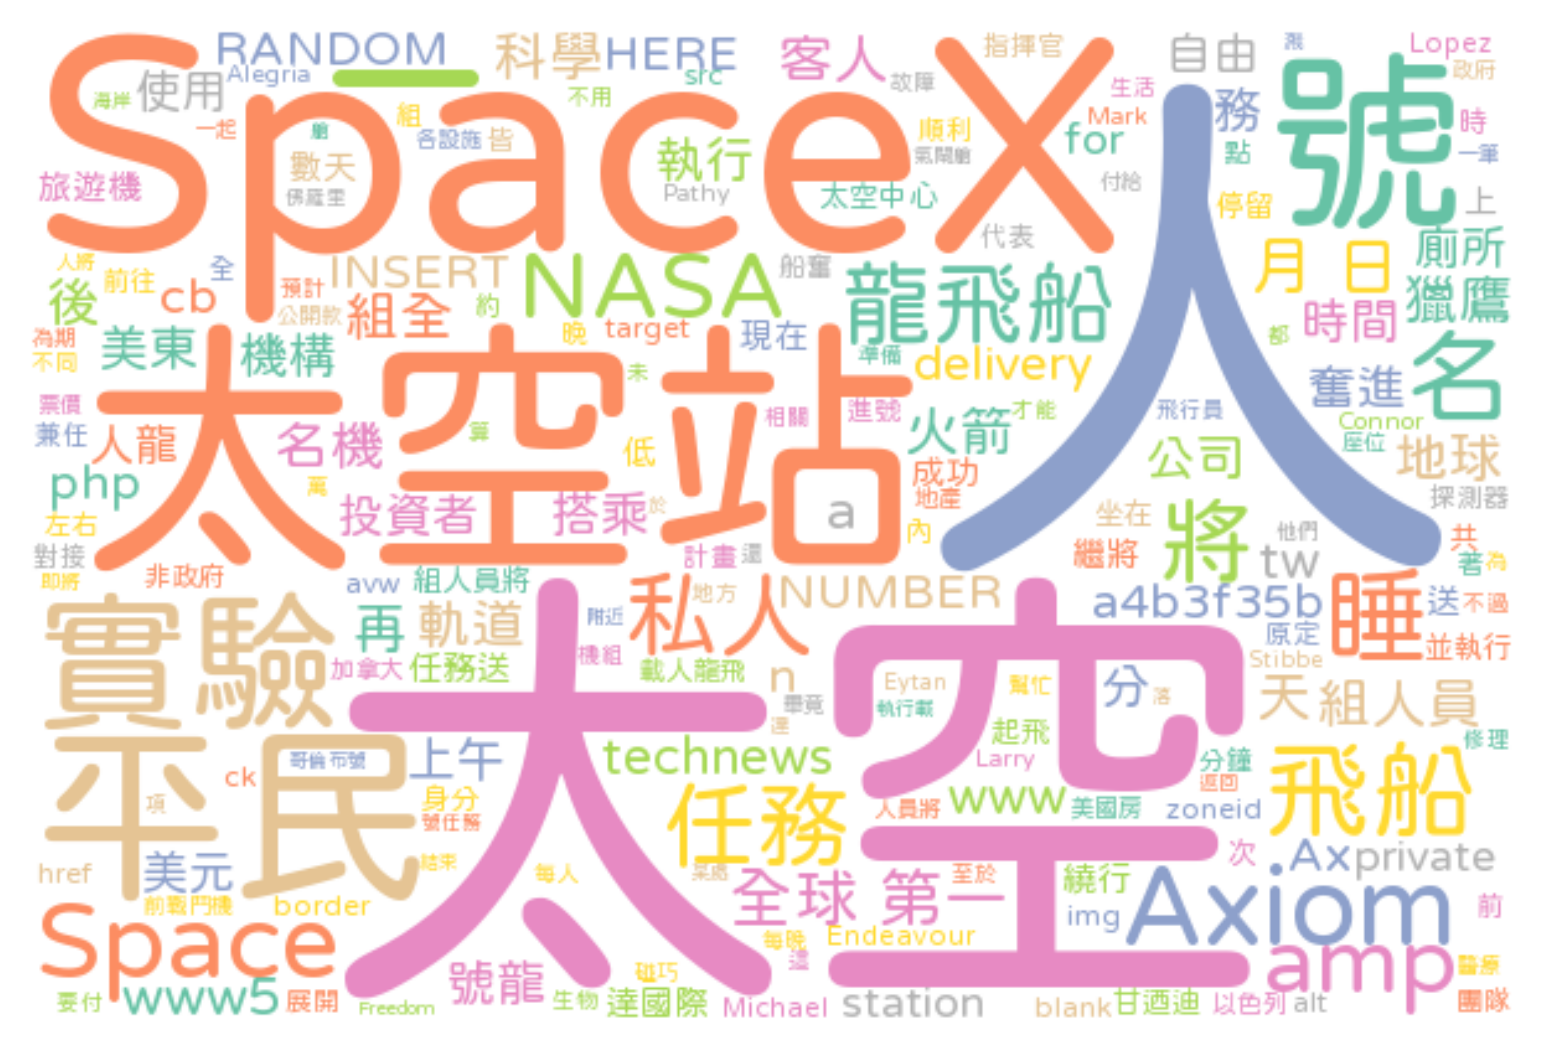 SpaceX
人
號
太空站
太空
RANDOM
科學
HERE
客人
指揮官
自由
Lopez
政府
海岸
使用
Alegria
一
src
不用
故障
生活
Mark
務
時
一筆
一起
組
各設施
皆
執行
順利
氣閘艙
for
點
旅遊機
數天
佛羅里
Pathy
太空中心
付給
停留
上
代表
月
日
廁所
人將
前往
全
INSERT
NASA
船奮
龍飛船
後
cb
預計
公開款
組全
約
時間
獵鷹
為期
不同
美東
機構
晚
target
現在
準備
delivery
都
名
票價
兼任
人龍
名機
算
未
低
相關
進號
火箭
才能
飛行員
奮進
Connor
座位
php
萬
投資者
搭乘
於
a
成功
地產
公司
地球
探測器
左右
對接
即將
非政府
計畫
還
內
坐在
繼將
將
他們
tw
共
著
為
avw
組人員將
私人
地方
NUMBER
a4b3f35b
睡
送
不過
實驗
再
軌道
附近
原定
並執行
加拿大
任務送
機組
載人龍飛
n
Eytan
幫忙
分
落
Stibbe
天
組人員
平民
哥倫布號
上午
畢竟
執行載
起飛
修理
ck
technews
Larry
分鐘
返回
飛船
項
身分
號任務
任務
人員將
www
美國房
zoneid
href
美元
結束
每人
某處
全球
第一
至於
繞行
次
Ax
private
前戰鬥機
border
img
Axiom
前
Space
每晚
Endeavour
這
amp
醫療
要付
www5
展開
Freedom
號龍
碰巧
生物
達國際
Michael
station
blank
甘迺迪
以色列
alt
團隊